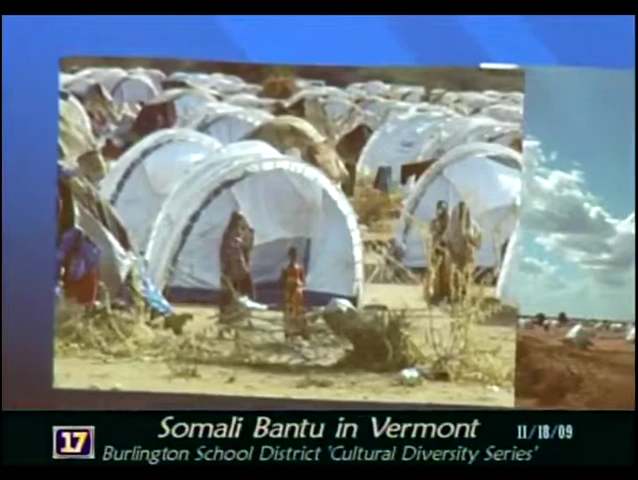 17
Somali Bantu in Vermont 11/18/09
Burlington School District 'Cultural Diversity Series'